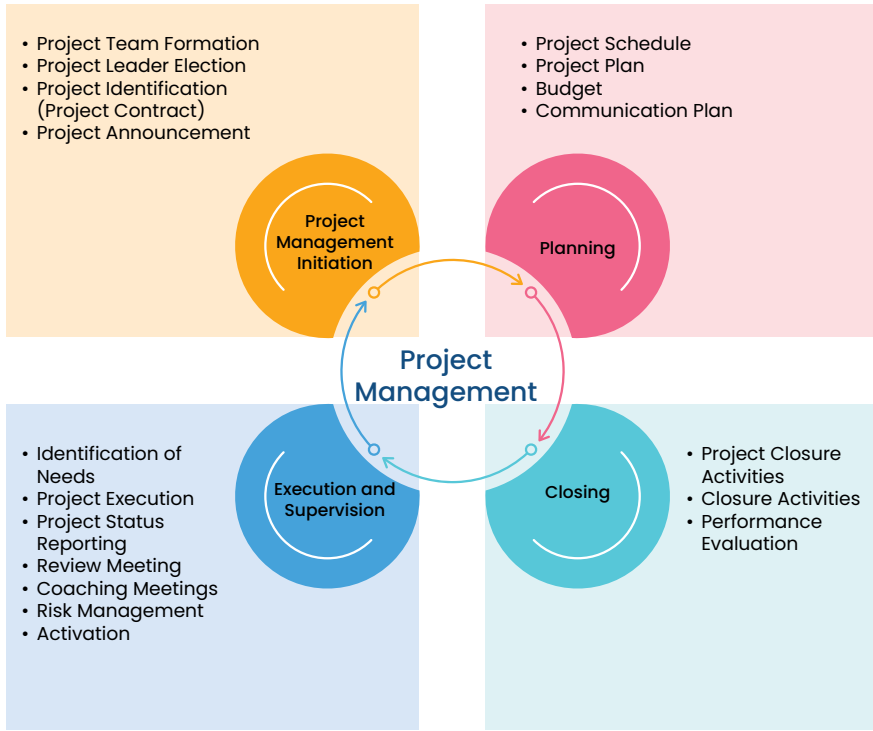 • Project Team Formation
• Project Leader Election
• Project Identification
(Project Contract)
• Project Announcement
Project
Management
Initiation
• Project Schedule
• Project Plan
• Budget
• Communication Plan
Planning
Project
Management
• Identification of
Needs
• Project Execution
• Project Status
Reporting
• Review Meeting
• Coaching Meetings
• Risk Management
• Activation
Execution and
Supervision
Closing
• Project Closure
Activities
• Closure Activities
• Performance
Evaluation